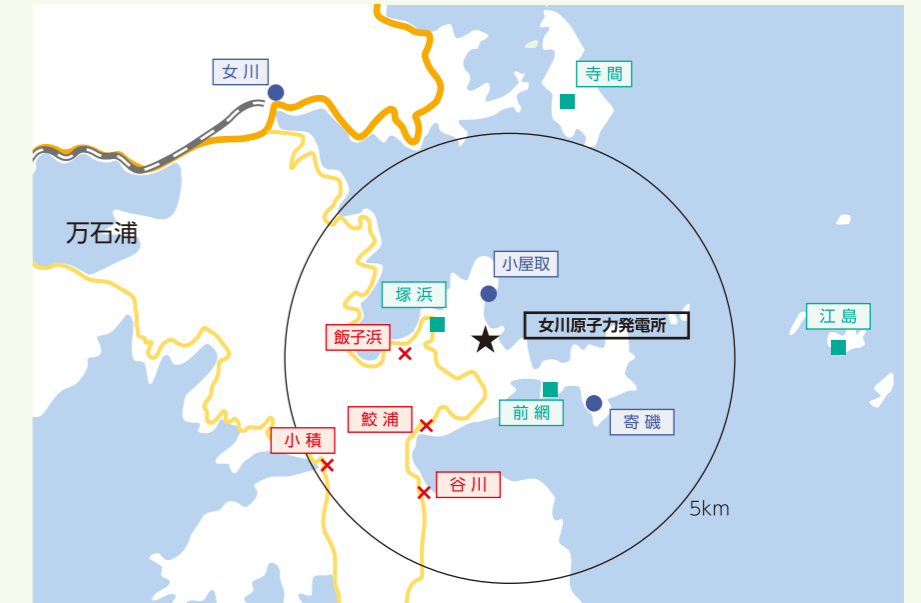 女川
寺間
万石浦
小屋取
塚浜
江島
女川原子力発電所
飯子浜
前網
鮫浦
寄磯
小積
谷川
5km